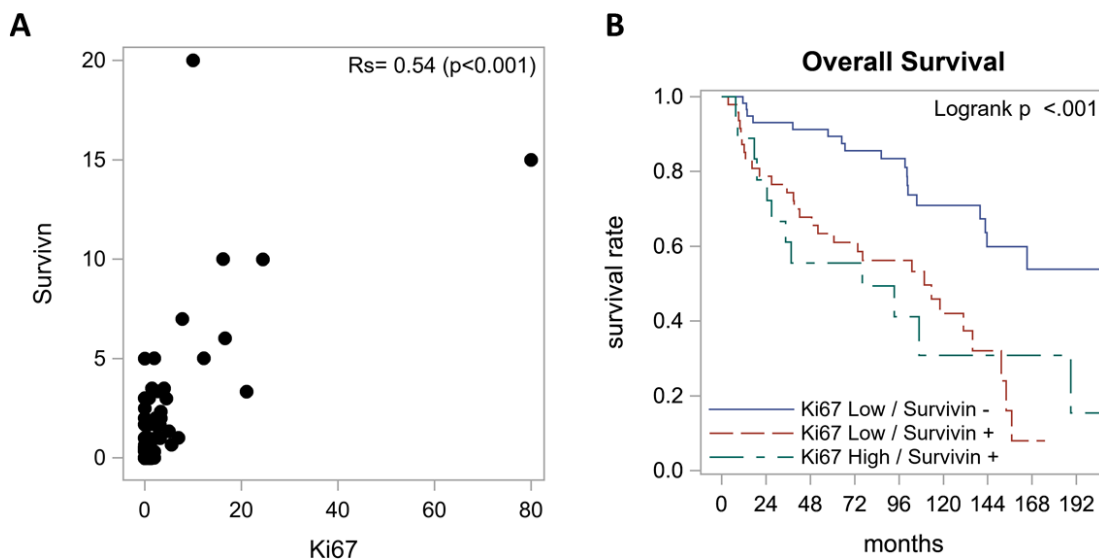 A
Rs= 0.54 (p<0.001)
Survivn
20
15
10
5
0
0 20 40 60 80
Ki67
B
Overall Survival
Logrank p <.001
survival rate
1.0
0.8
0.6
0.4
0.2
0.0
Ki67 Low / Survivin -
Ki67 Low / Survivin +
Ki67 High / Survivin +
0 24 48 72 96 120 144 168 192
months